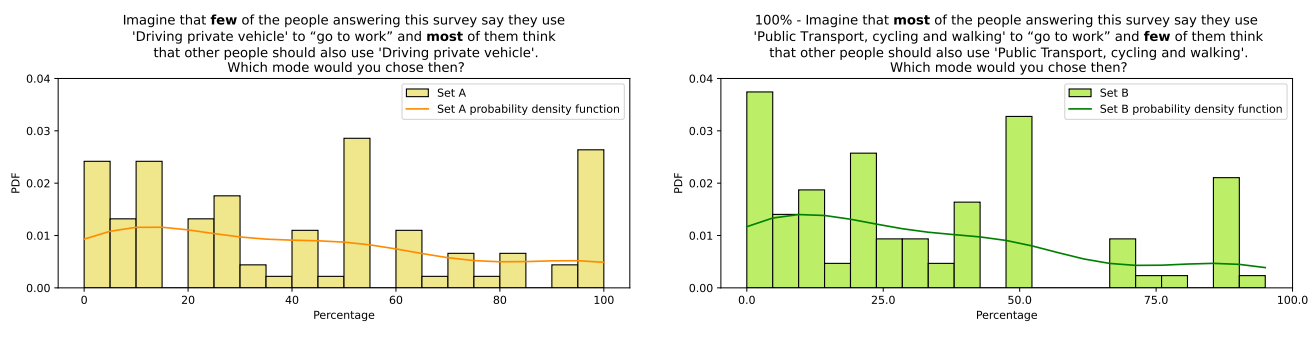 Imagine that few of the people answering this survey say they use
'Driving private vehicle' to “go to work” and most of them think
that other people should also use 'Driving private vehicle'.
Which mode would you chose then?
0.04
0.03
0.02
0.01
0.00
PDF
Set A
Set A probability density function
0
20
40
60
80
100
Percentage
100% - Imagine that most of the people answering this survey say they use
'Public Transport, cycling and walking' to “go to work” and few of them think
that other people should also use 'Public Transport, cycling and walking'.
Which mode would you chose then?
0.04
0.03
0.02
0.01
0.00
PDF
Set B
Set B probability density function
0.0
25.0
50.0
75.0
100.0
Percentage